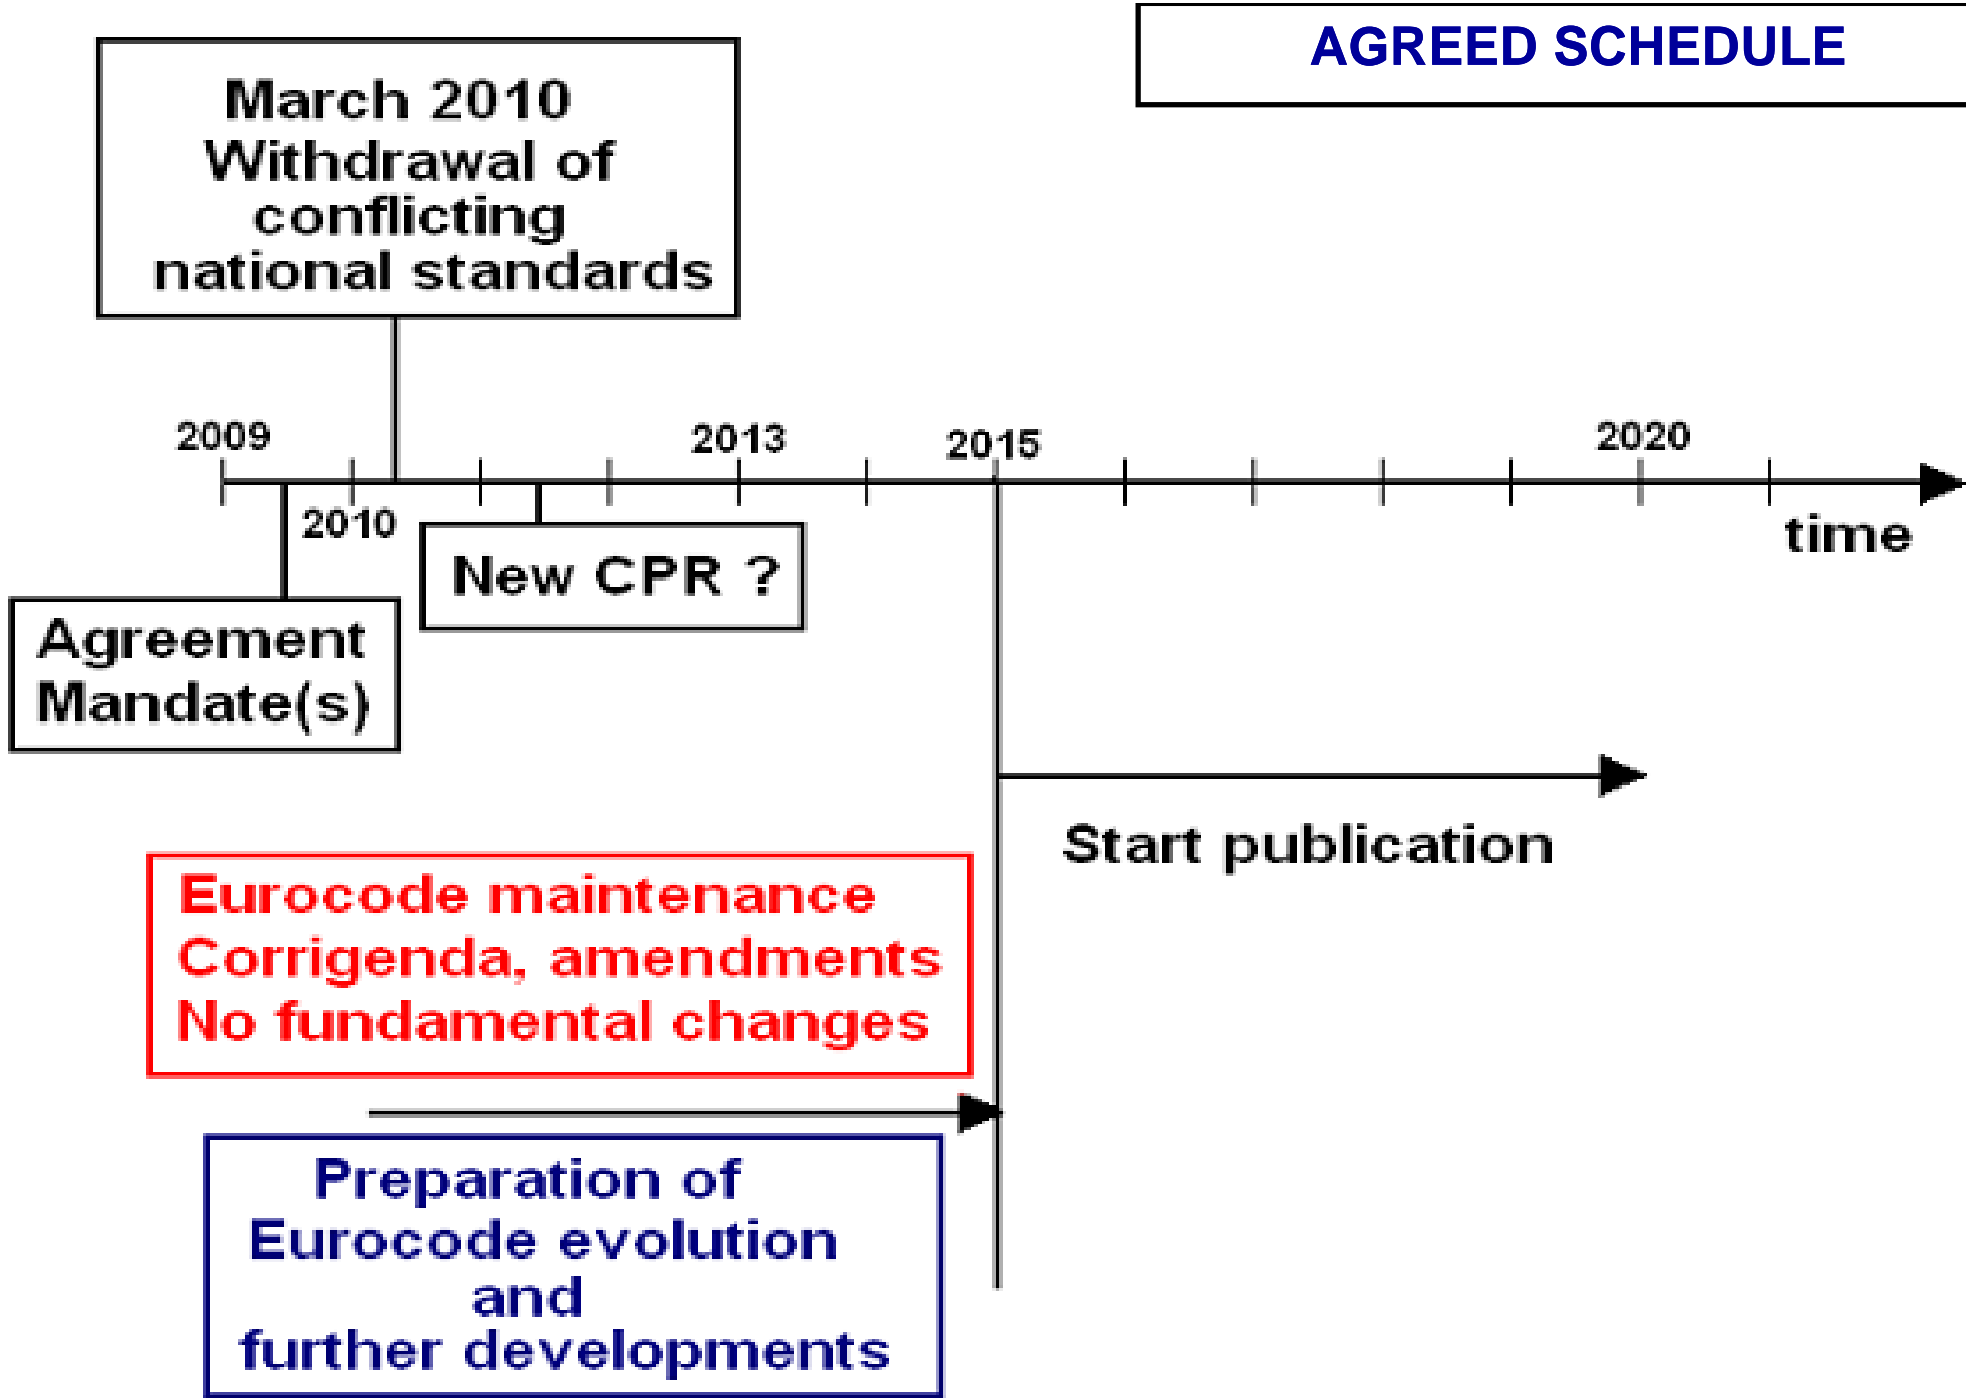 AGREED SCHEDULE
March 2010
Withdrawal of
conflicting
national standards
2009
2013
2015
2020
2010
time
New CPR ?
Agreement
Mandate(s)
Start publication
Eurocode maintenance
Corrigenda, amendments
No fundamental changes
Preparation of
Eurocode evolution
and
further developments